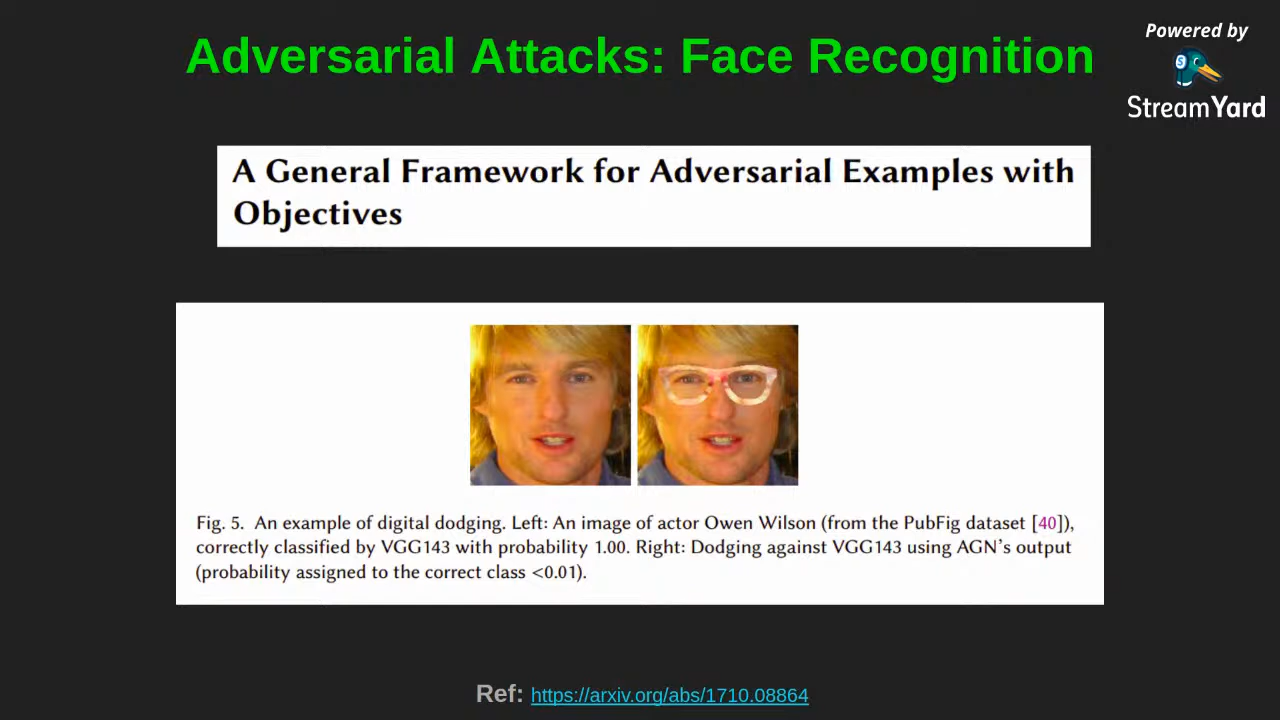 Adversarial Attacks: Face Recognition
Powered by
StreamYard
A General Framework for Adversarial Examples with
Objectives
Fig. 5. An example of digital dodging. Left: An image of actor Owen Wilson (from the PubFig dataset [40]),
correctly classified by VGG143 with probability 1.00. Right: Dodging against VGG143 using AGN’s output
(probability assigned to the correct class <0.01).
Ref: https://arxiv.org/abs/1710.08864